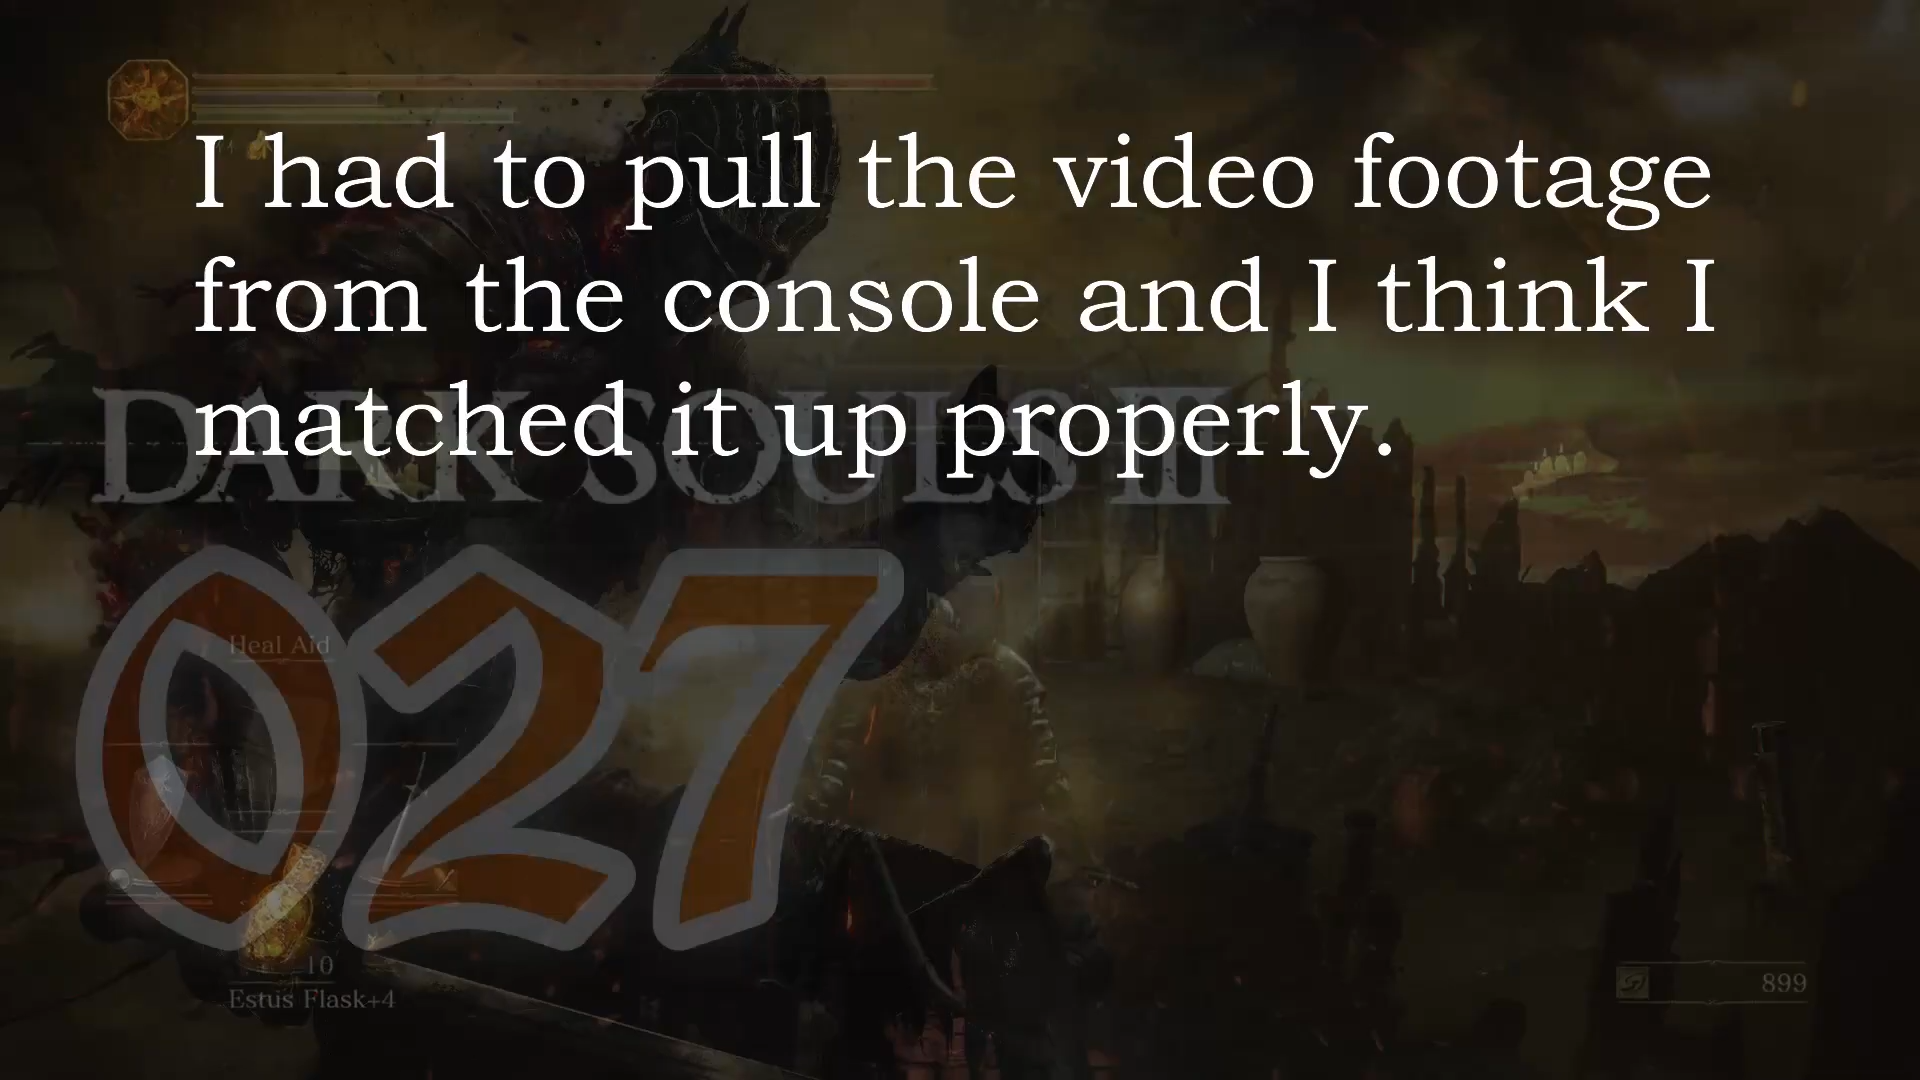 I had to pull the video footage
from the console and I think I
matched it up properly.
DARK SOULS III
027
Heal Aid
10
Estus Flask+4
899